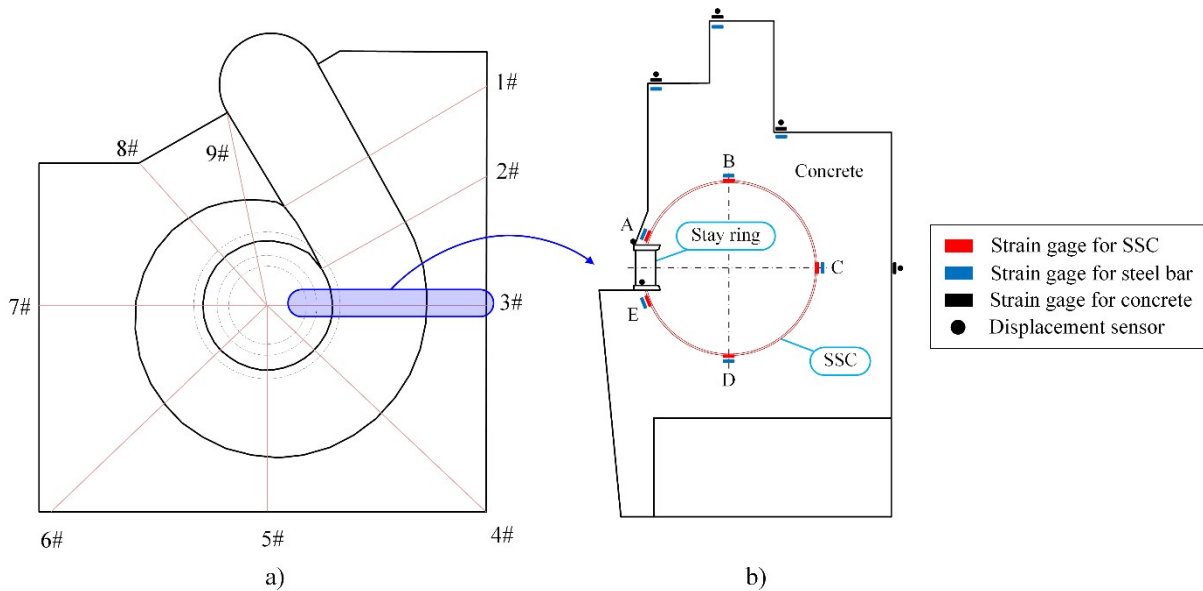 1#
2#
3#
4#
5#
6#
7#
8#
9#
a)
A
B
C
D
E
Concrete
Stay ring
SSC
b)
Strain gage for SSC
Strain gage for steel bar
Strain gage for concrete
Displacement sensor